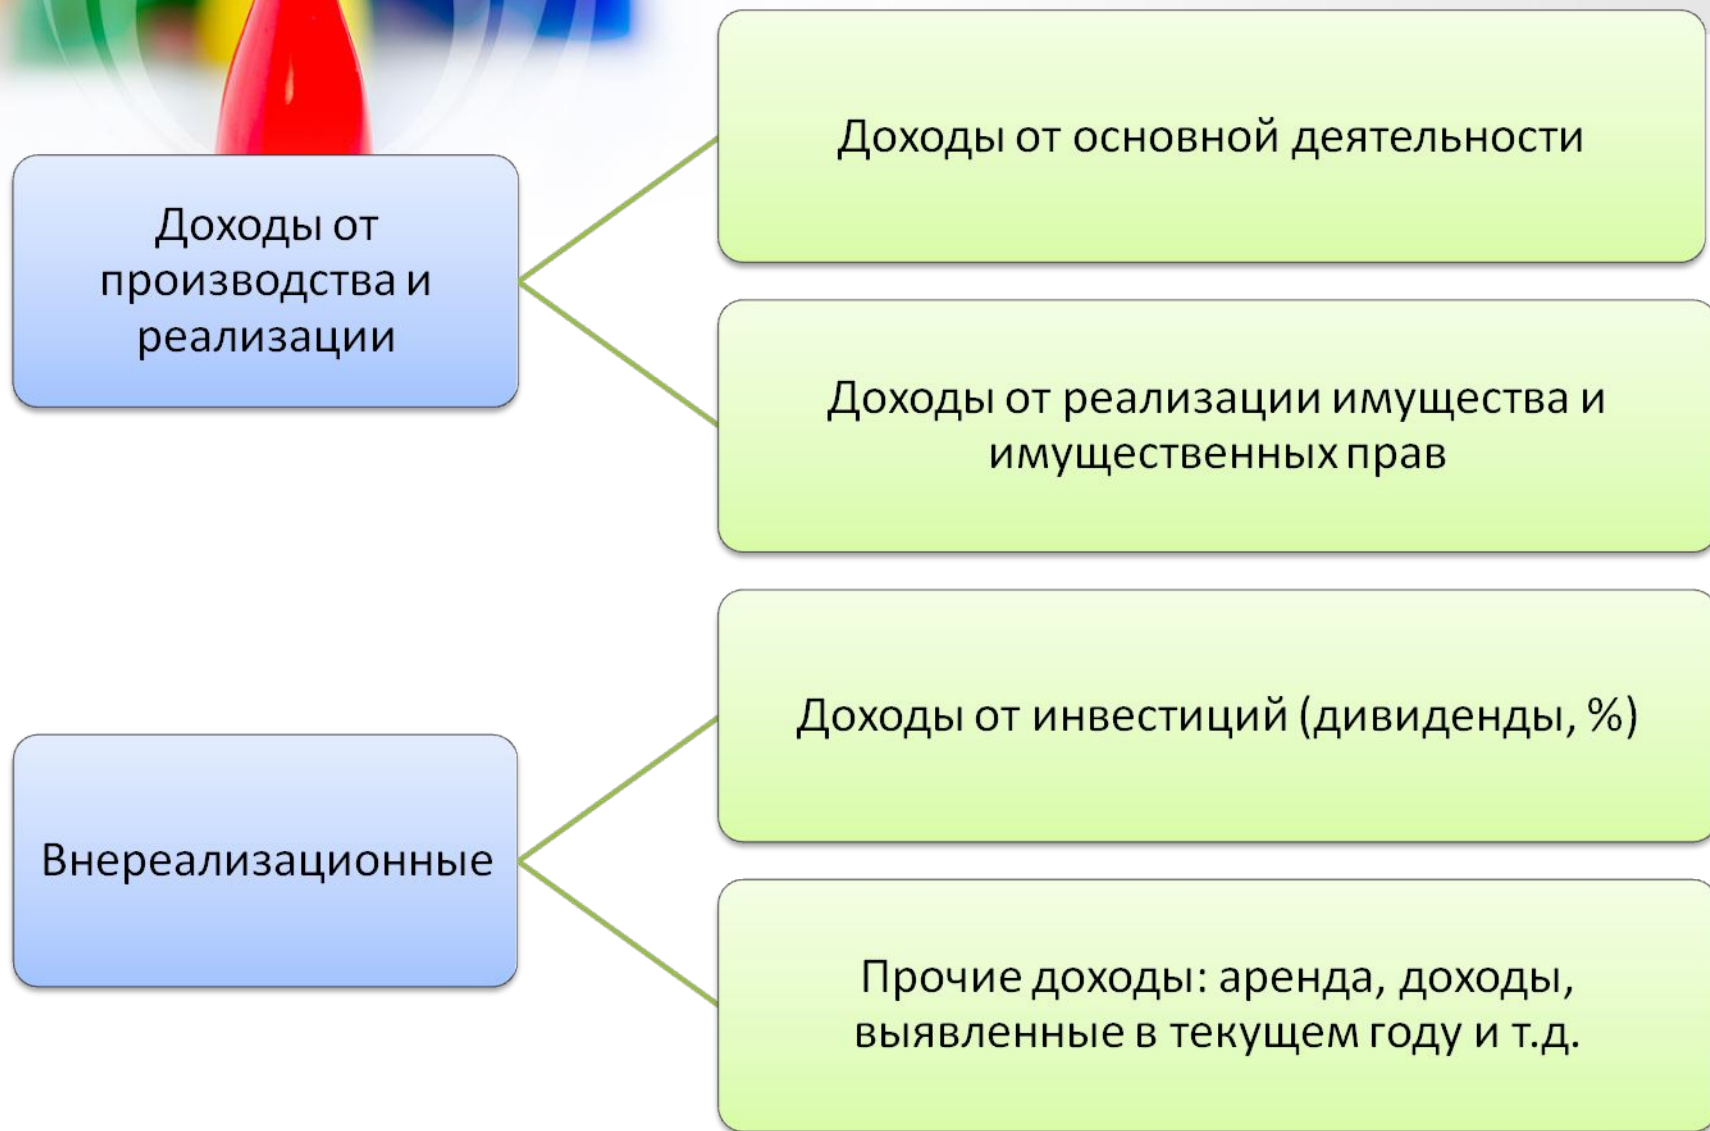 Доходы от
производства и
реализации
Доходы от основной деятельности
Доходы от реализации имущества и
имущественных прав
Внереализационные
Доходы от инвестиций (дивиденды, %)
Прочие доходы: аренда, доходы,
выявленные в текущем году и т.д.